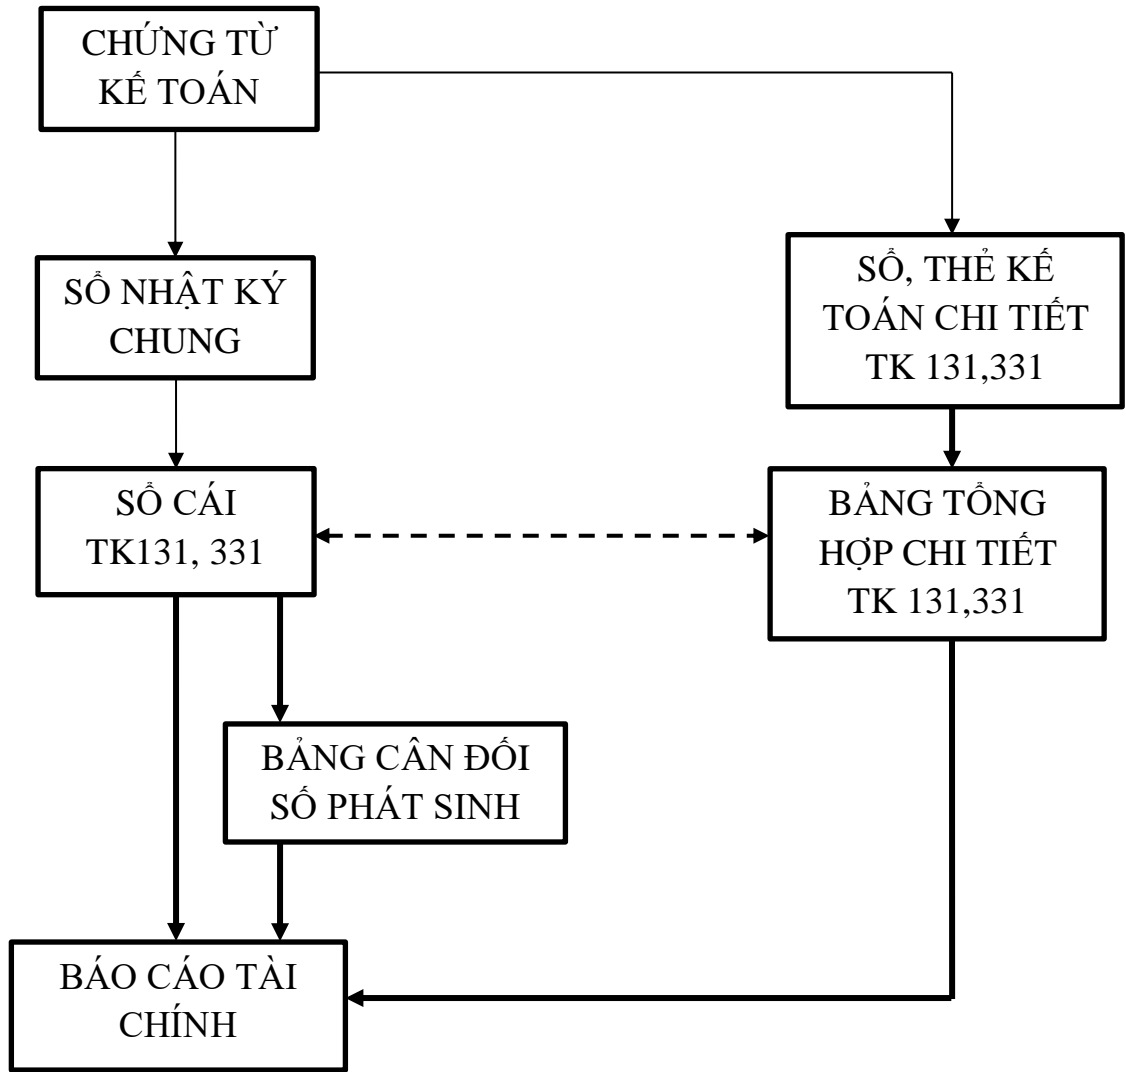 CHỨNG TỪ
KẾ TOÁN
SỔ NHẬT KÝ
CHUNG
SỔ, THẺ KẾ
TOÁN CHI TIẾT
TK 131,331
SỔ CÁI
TK131, 331
BẢNG TỔNG
HỢP CHI TIẾT
TK 131,331
BẢNG CÂN ĐỐI
SỐ PHÁT SINH
BÁO CÁO TÀI
CHÍNH